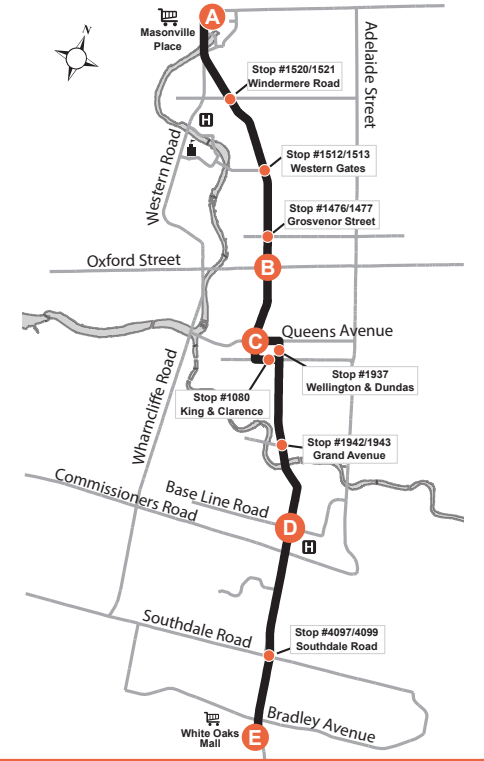 A
Masonville
Place
N
Adelaide Street
Stop #1520/1521
Windermere Road
H
Western Road
Stop #1512/1513
Western Gates
Stop #1476/1477
Grosvenor Street
Oxford Street
B
C
Queens Avenue
Stop #1937
Wellington & Dundas
Stop #1080
King & Clarence
Wharncliffe Road
Stop #1942/1943
Grand Avenue
Commissioners Road
Base Line Road
D
H
Southdale Road
Stop #4097/4099
Southdale Road
Bradley Avenue
White Oaks
Mall
E